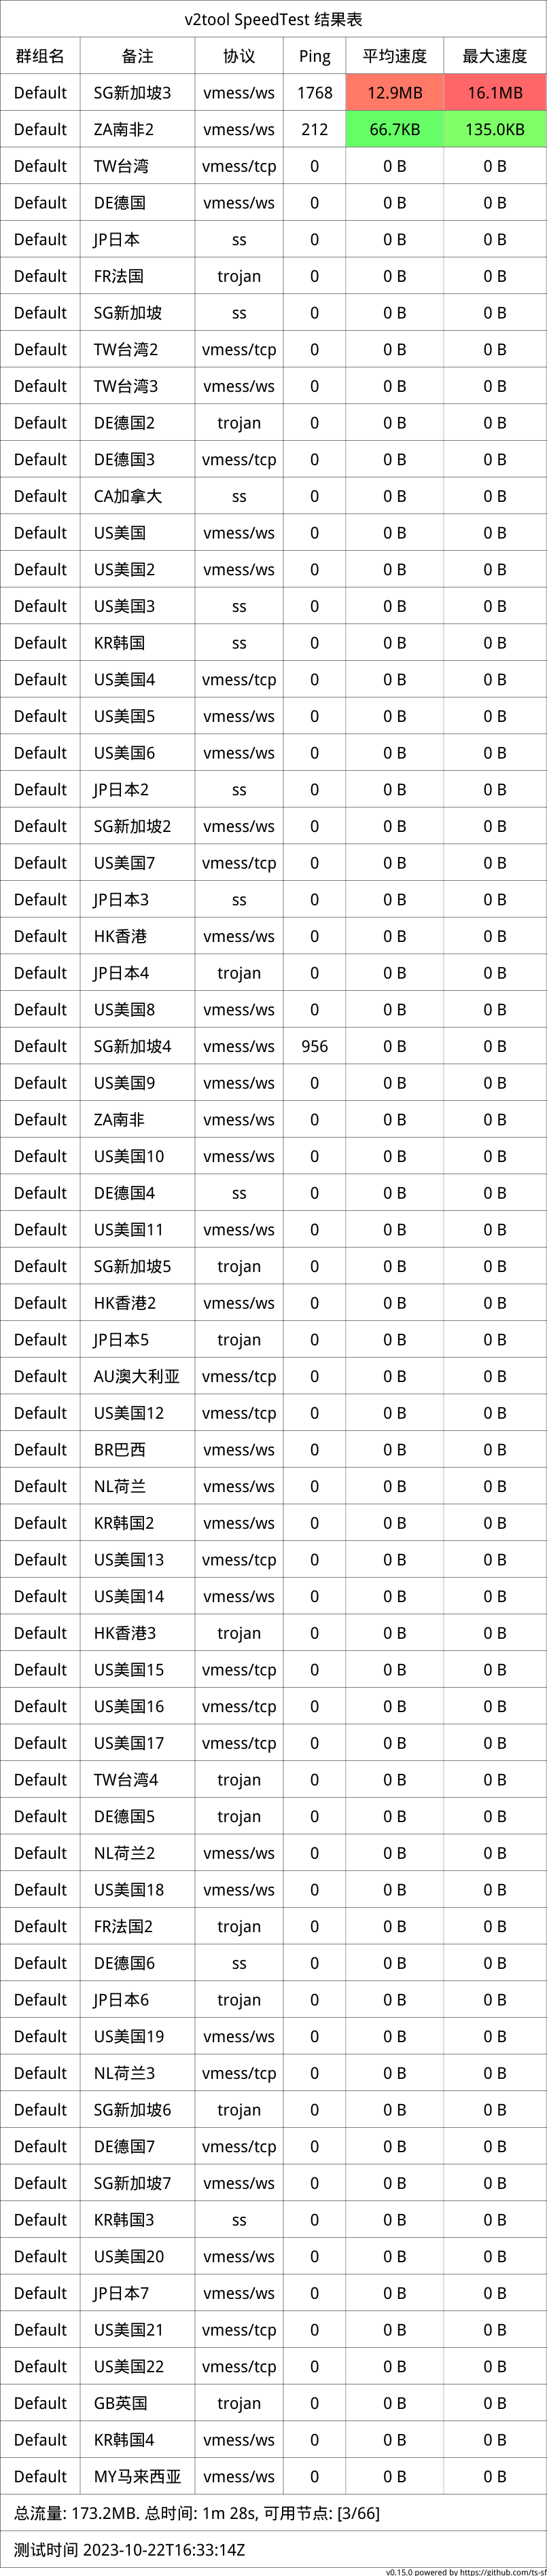 v2tool SpeedTest 结果表
群组名 备注 协议 Ping 平均速度 最大速度
Default SG新加坡3 vmess/ws 1768 12.9MB 16.1MB
Default ZA南非2 vmess/ws 212 66.7KB 135.0KB
Default TW台湾 vmess/tcp 0 0 B 0 B
Default DE德国 vmess/ws 0 0 B 0 B
Default JP日本 ss 0 0 B 0 B
Default FR法国 trojan 0 0 B 0 B
Default SG新加坡 ss 0 0 B 0 B
Default TW台湾2 vmess/tcp 0 0 B 0 B
Default TW台湾3 vmess/ws 0 0 B 0 B
Default DE德国2 trojan 0 0 B 0 B
Default DE德国3 vmess/tcp 0 0 B 0 B
Default CA加拿大 ss 0 0 B 0 B
Default US美国 vmess/ws 0 0 B 0 B
Default US美国2 vmess/ws 0 0 B 0 B
Default US美国3 ss 0 0 B 0 B
Default KR韩国 ss 0 0 B 0 B
Default US美国4 vmess/tcp 0 0 B 0 B
Default US美国5 vmess/ws 0 0 B 0 B
Default US美国6 vmess/ws 0 0 B 0 B
Default JP日本2 ss 0 0 B 0 B
Default SG新加坡2 vmess/ws 0 0 B 0 B
Default US美国7 vmess/tcp 0 0 B 0 B
Default JP日本3 ss 0 0 B 0 B
Default HK香港 vmess/ws 0 0 B 0 B
Default JP日本4 trojan 0 0 B 0 B
Default US美国8 vmess/ws 0 0 B 0 B
Default SG新加坡4 vmess/ws 956 0 B 0 B
Default US美国9 vmess/ws 0 0 B 0 B
Default ZA南非 vmess/ws 0 0 B 0 B
Default US美国10 vmess/ws 0 0 B 0 B
Default DE德国4 ss 0 0 B 0 B
Default US美国11 vmess/ws 0 0 B 0 B
Default SG新加坡5 trojan 0 0 B 0 B
Default HK香港2 vmess/ws 0 0 B 0 B
Default JP日本5 trojan 0 0 B 0 B
Default AU澳大利亚 vmess/tcp 0 0 B 0 B
Default US美国12 vmess/tcp 0 0 B 0 B
Default BR巴西 vmess/ws 0 0 B 0 B
Default NL荷兰 vmess/ws 0 0 B 0 B
Default KR韩国2 vmess/ws 0 0 B 0 B
Default US美国13 vmess/tcp 0 0 B 0 B
Default US美国14 vmess/ws 0 0 B 0 B
Default HK香港3 trojan 0 0 B 0 B
Default US美国15 vmess/tcp 0 0 B 0 B
Default US美国16 vmess/tcp 0 0 B 0 B
Default US美国17 vmess/tcp 0 0 B 0 B
Default TW台湾4 trojan 0 0 B 0 B
Default DE德国5 trojan 0 0 B 0 B
Default NL荷兰2 vmess/ws 0 0 B 0 B
Default US美国18 vmess/ws 0 0 B 0 B
Default FR法国2 trojan 0 0 B 0 B
Default DE德国6 ss 0 0 B 0 B
Default JP日本6 trojan 0 0 B 0 B
Default US美国19 vmess/ws 0 0 B 0 B
Default NL荷兰3 vmess/tcp 0 0 B 0 B
Default SG新加坡6 trojan 0 0 B 0 B
Default DE德国7 vmess/tcp 0 0 B 0 B
Default SG新加坡7 vmess/ws 0 0 B 0 B
Default KR韩国3 ss 0 0 B 0 B
Default US美国20 vmess/ws 0 0 B 0 B
Default JP日本7 vmess/ws 0 0 B 0 B
Default US美国21 vmess/tcp 0 0 B 0 B
Default US美国22 vmess/tcp 0 0 B 0 B
Default GB英国 trojan 0 0 B 0 B
Default KR韩国4 vmess/ws 0 0 B 0 B
Default MY马来西亚 vmess/ws 0 0 B 0 B
总流量: 173.2MB. 总时间: 1m 28s, 可用节点: [3/66]
测试时间 2023-10-22T16:33:14Z
v0.15.0 powered by https://github.com/ts-sf